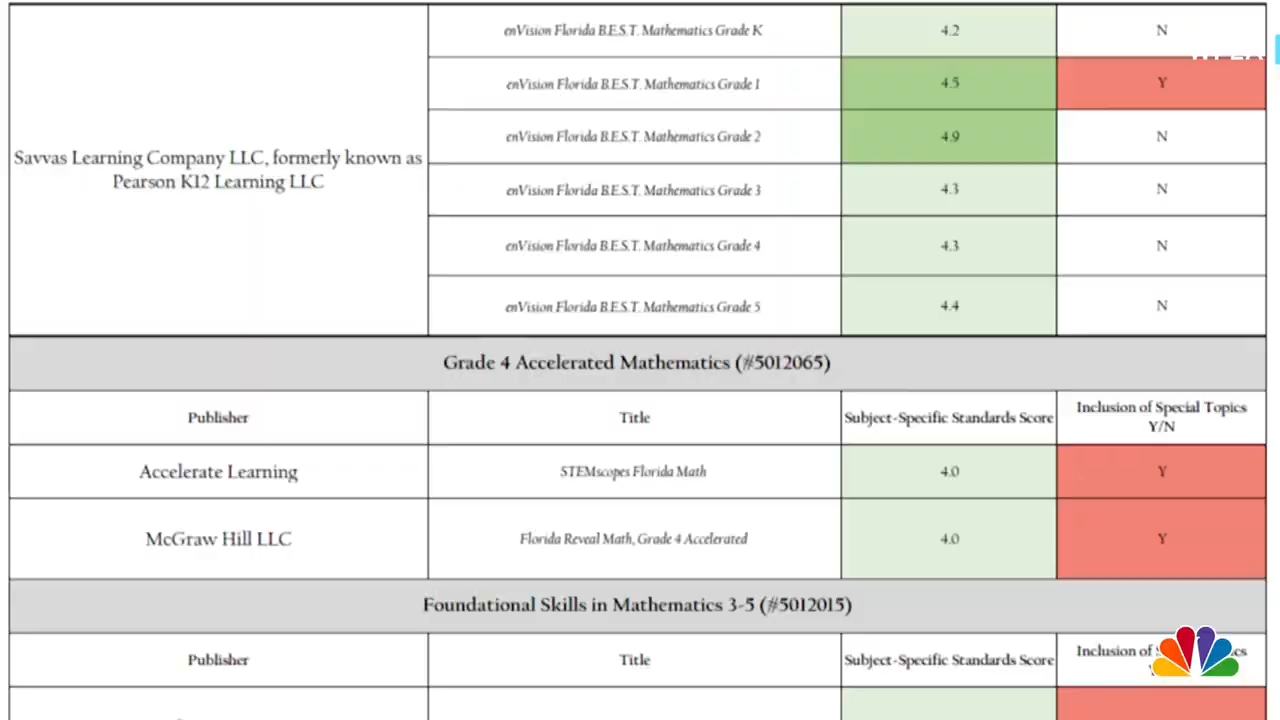 enVision Florida B.E.S.T. Mathematics Grade K 4.2 N
enVision Florida B.E.S.T. Mathematics Grade 1 4.5 Y
enVision Florida B.E.S.T. Mathematics Grade 2 4.9 N
Savvas Learning Company LLC, formerly known as
Pearson K12 Learning LLC
enVision Florida B.E.S.T. Mathematics Grade 3 4.3 N
enVision Florida B.E.S.T. Mathematics Grade 4 4.3 N
enVision Florida B.E.S.T. Mathematics Grade 5 4.4 N
Grade 4 Accelerated Mathematics (#5012065)
Publisher Title Subject-Specific Standards Score Inclusion of Special Topics
Y/N
Accelerate Learning STEMscopes Florida Math 4.0 Y
McGraw Hill LLC Florida Reveal Math, Grade 4 Accelerated 4.0 Y
Foundational Skills in Mathematics 3-5 (#5012015)
Publisher Title Subject-Specific Standards Score Inclusion of